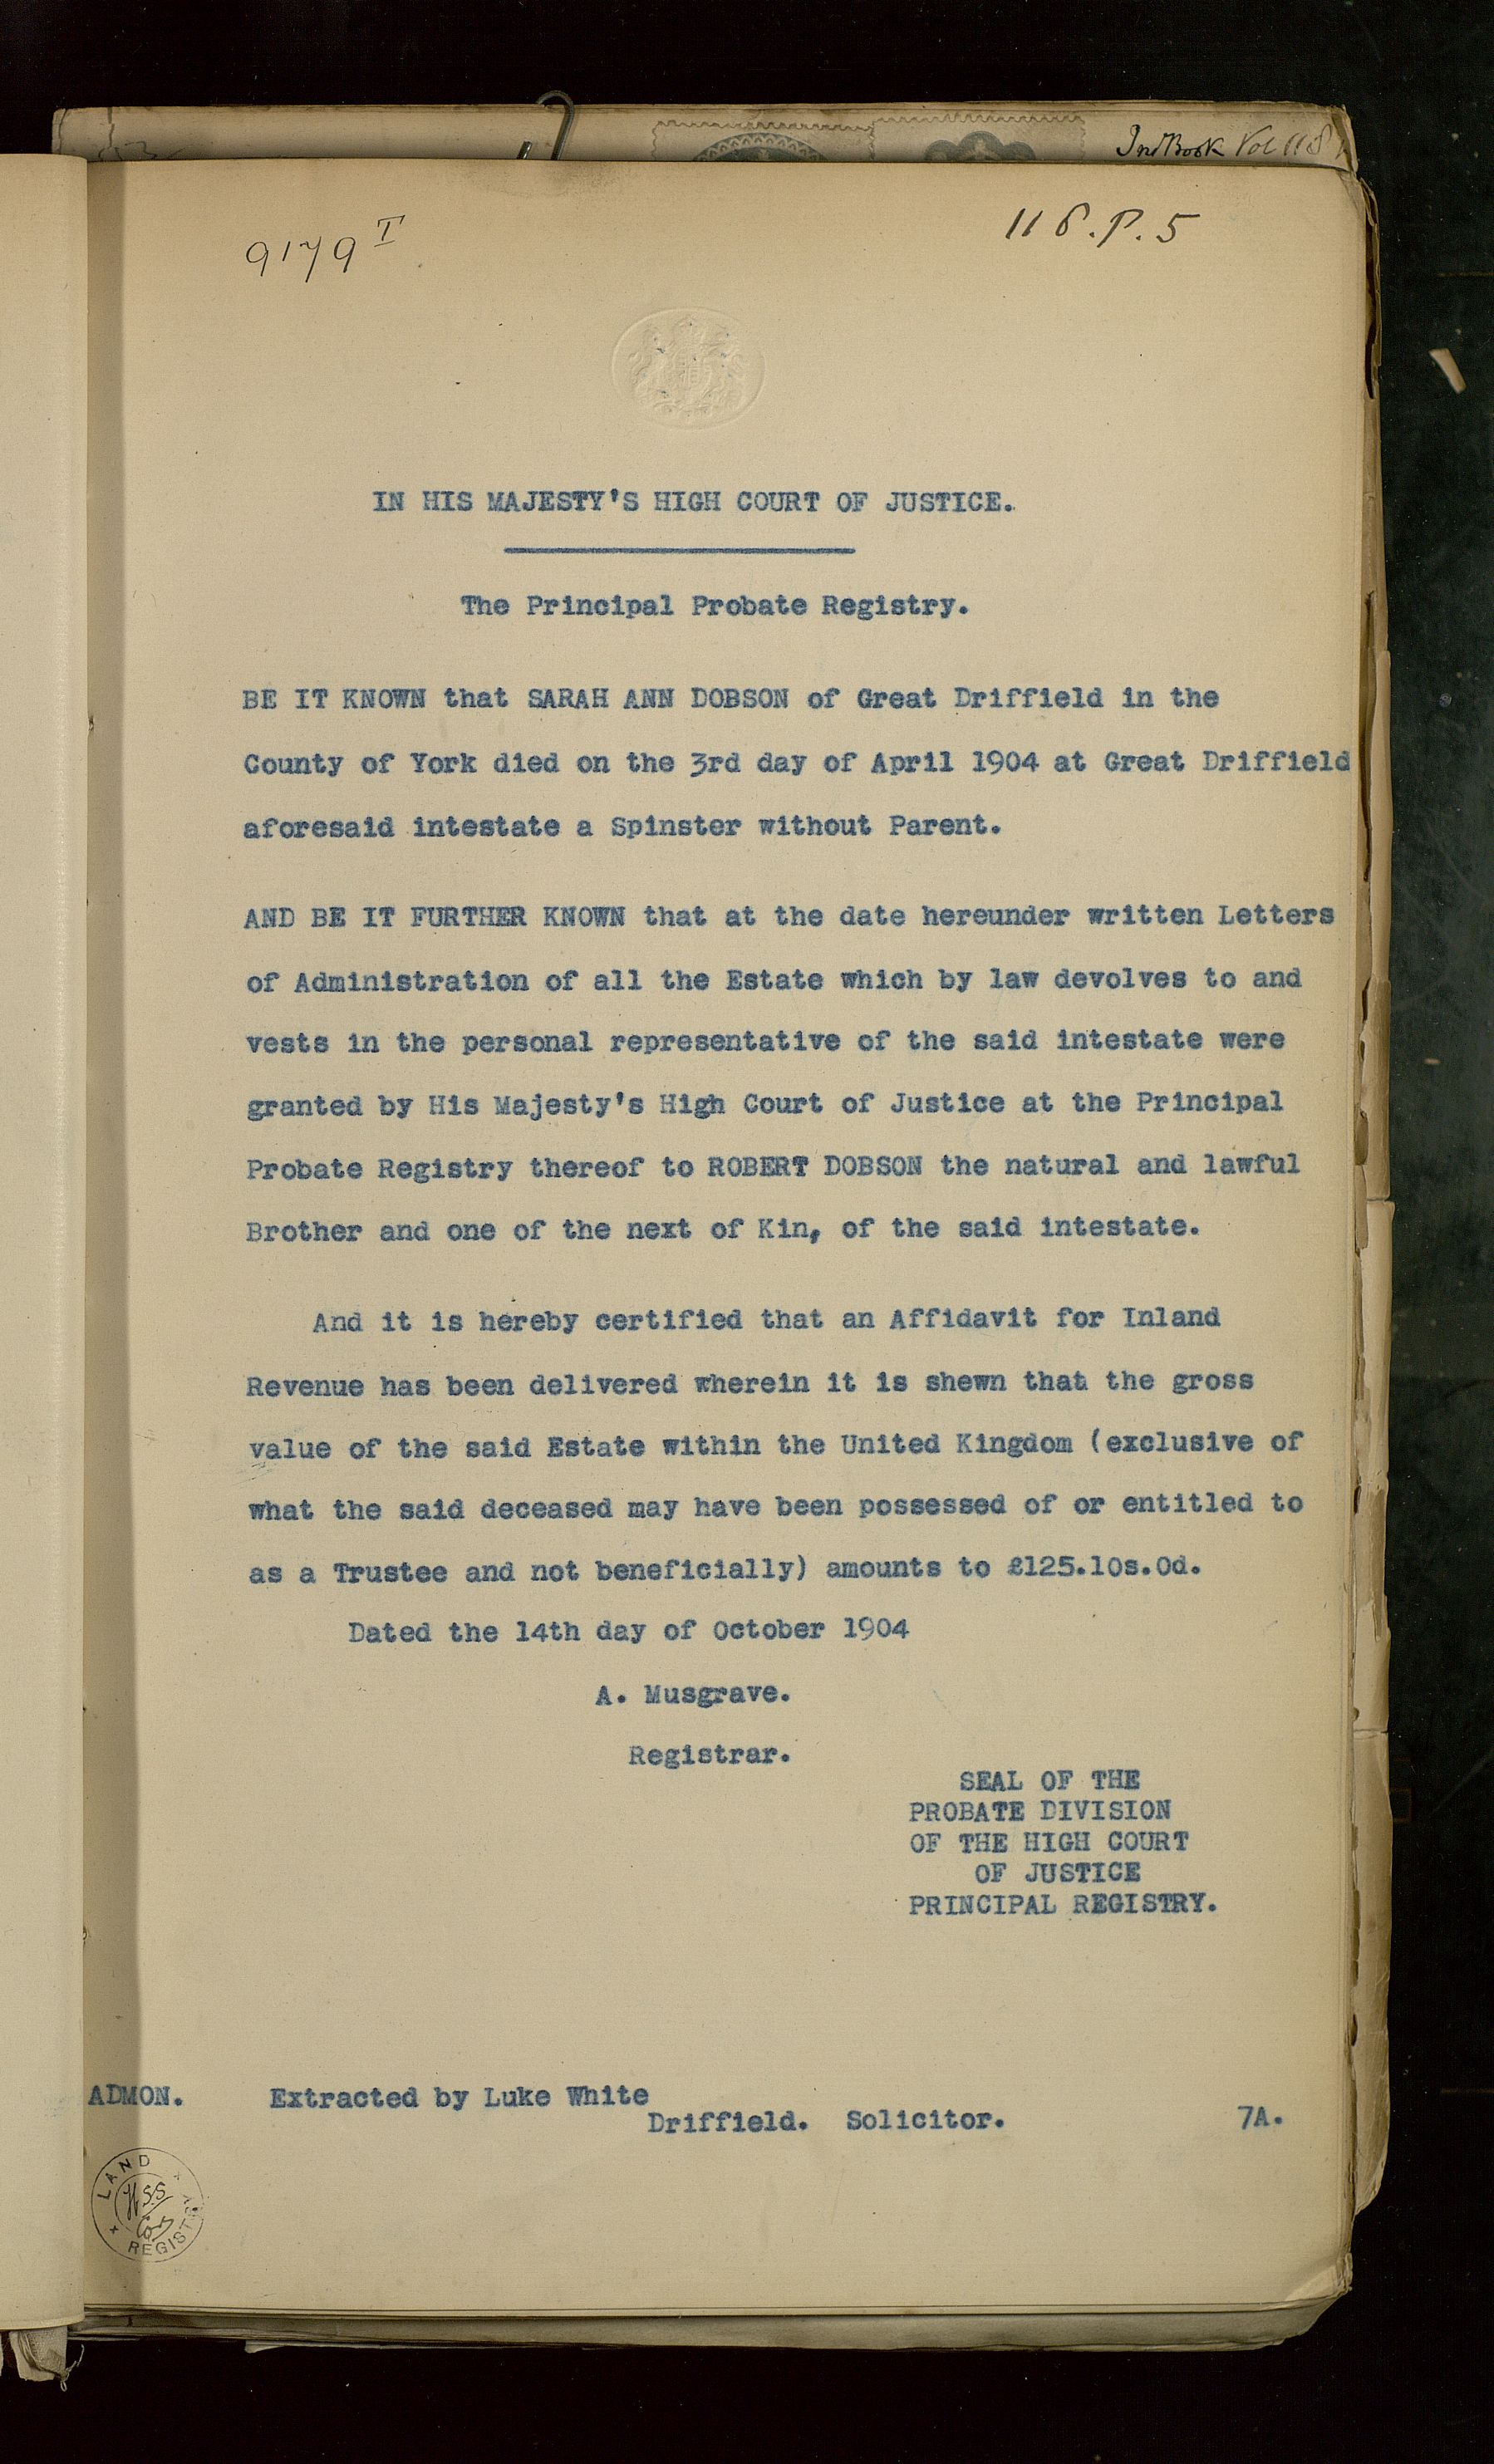 IndBook Vol 118
9179 I
118.P.5
IN HIS MAJESTY'S HIGH COURT OF JUSTICE.
The Principal Probate Registry.
BE IT KNOWN that SARAH ANN DOBSON of Great Driffield in the
County of York died on the 3rd day of April 1904 at Great Driffield
aforesaid intestate a Spinster without Parent.
AND BE IT FURTHER KNOWN that at the date hereunder written Letters
of Administration of all the Estate which by law devolves to and
vests in the personal representative of the said intestate were
granted by His Majesty's High Court of Justice at the Principal
Probate Registry thereof to ROBERT DOBSON the natural and lawful
Brother and one of the next of Kin, of the said intestate.
And it is hereby certified that an Affidavit for Inland
Revenue has been delivered wherein it is shewn that the gross
value of the said Estate within the United Kingdom (exclusive of
what the said deceased may have been possessed of or entitled to
as a Trustee and not beneficially) amounts to £125.10s.0d.
Dated the 14th day of October 1904
A. Musgrave.
Registrar.
SEAL OF THE
PROBATE DIVISION
OF THE HIGH COURT
OF JUSTICE
PRINCIPAL REGISTRY.
ADMON.
Extracted by Luke White
Driffield. Solicitor.
7A.
LAND
REGISTRY